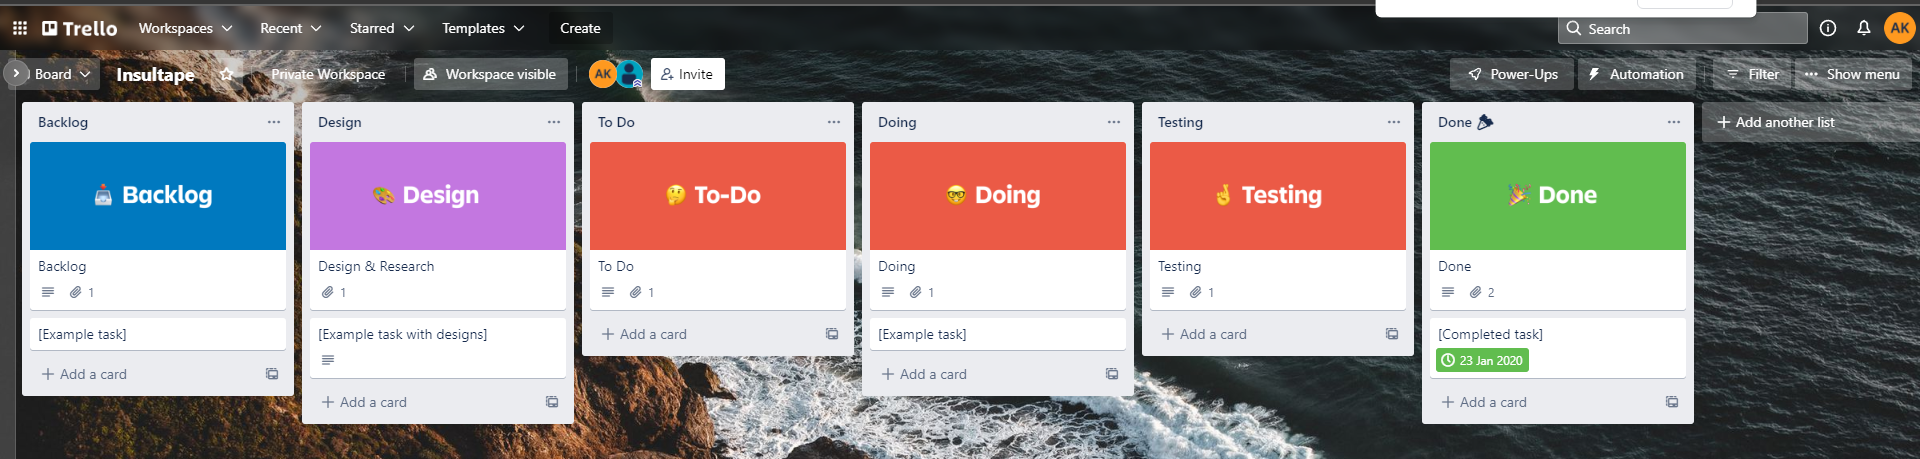 Trello Workspaces Recent Starred Templates Create Search AK
Board Insultape Private Workspace Workspace visible AK Invite Power-Ups Automation Filter Show menu
Backlog
Backlog
Backlog
1
[Example task]
Add a card
Design
Design
Design & Research
1
[Example task with designs]
Add a card
To Do
To-Do
To Do
1
Add a card
Doing
Doing
Doing
1
[Example task]
Add a card
Testing
Testing
Testing
1
Add a card
Done
Done
Done
2
[Completed task]
23 Jan 2020
Add a card
Add another list